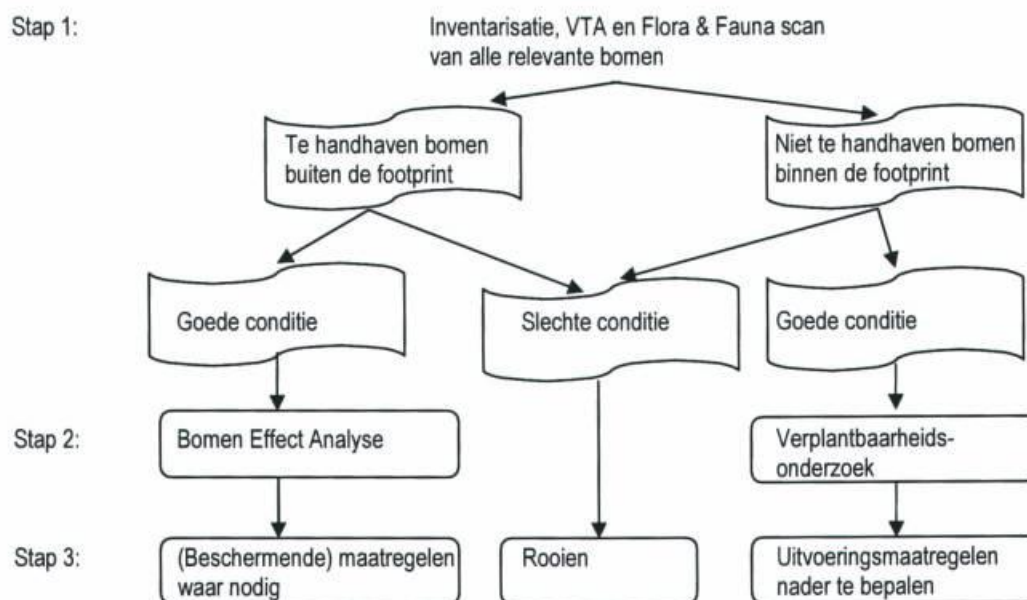 Stap 1:
Inventarisatie, VTA en Flora & Fauna scan
van alle relevante bomen
Te handhaven bomen
buiten de footprint
Niet te handhaven bomen
binnen de footprint
Goede conditie
Slechte conditie
Goede conditie
Stap 2:
Bomen Effect Analyse
Verplantbaarheids-
onderzoek
Stap 3:
(Beschermende) maatregelen
waar nodig
Rooien
Uitvoeringsmaatregelen
nader te bepalen